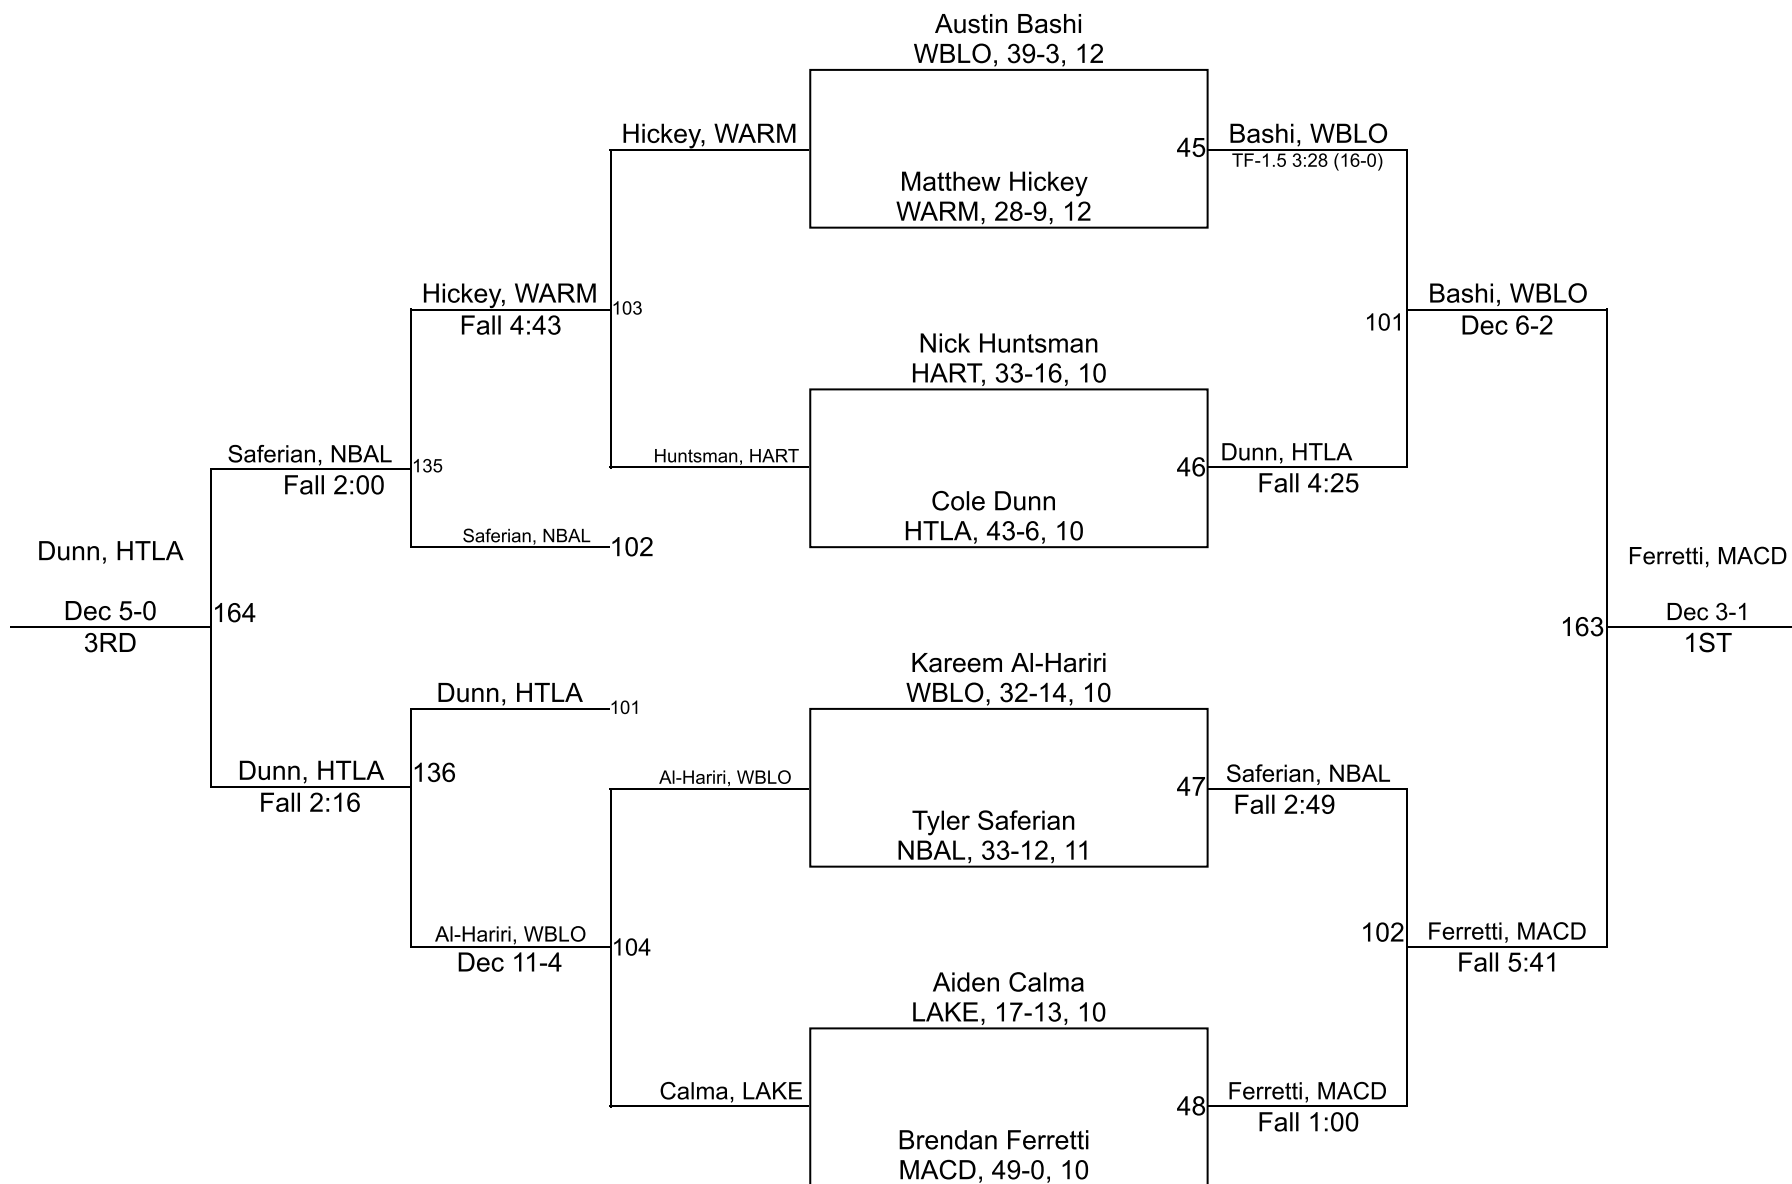 Austin Bashi
WBLO, 39-3, 12
Hickey, WARM
45
Bashi, WBLO
TF-1.5 3:28 (16-0)
Matthew Hickey
WARM, 28-9, 12
Hickey, WARM
Fall 4:43
103
101
Bashi, WBLO
Dec 6-2
Nick Huntsman
HART, 33-16, 10
Saferian, NBAL
Fall 2:00
135
Huntsman, HART
46
Dunn, HTLA
Fall 4:25
Cole Dunn
HTLA, 43-6, 10
Saferian, NBAL
102
Dunn, HTLA
Dec 5-0
3RD
164
163
Ferretti, MACD
Dec 3-1
1ST
Kareem Al-Hariri
WBLO, 32-14, 10
Dunn, HTLA
101
Dunn, HTLA
Fall 2:16
136
Al-Hariri, WBLO
47
Saferian, NBAL
Fall 2:49
Tyler Saferian
NBAL, 33-12, 11
Al-Hariri, WBLO
Dec 11-4
104
102
Ferretti, MACD
Fall 5:41
Aiden Calma
LAKE, 17-13, 10
Calma, LAKE
48
Ferretti, MACD
Fall 1:00
Brendan Ferretti
MACD, 49-0, 10